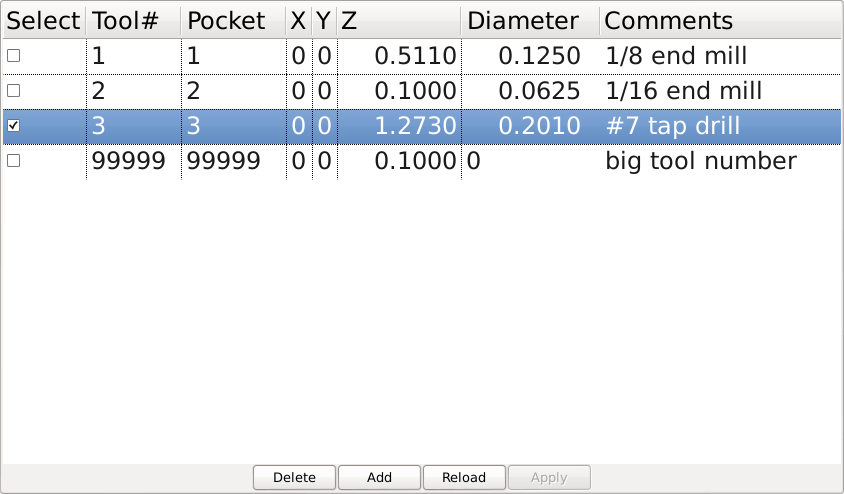 Select Tool# Pocket X Y Z Diameter Comments
1 1 0 0 0.5110 0.1250 1/8 end mill
2 2 0 0 0.1000 0.0625 1/16 end mill
3 3 0 0 1.2730 0.2010 #7 tap drill
99999 99999 0 0 0.1000 0 big tool number
Delete Add Reload Apply